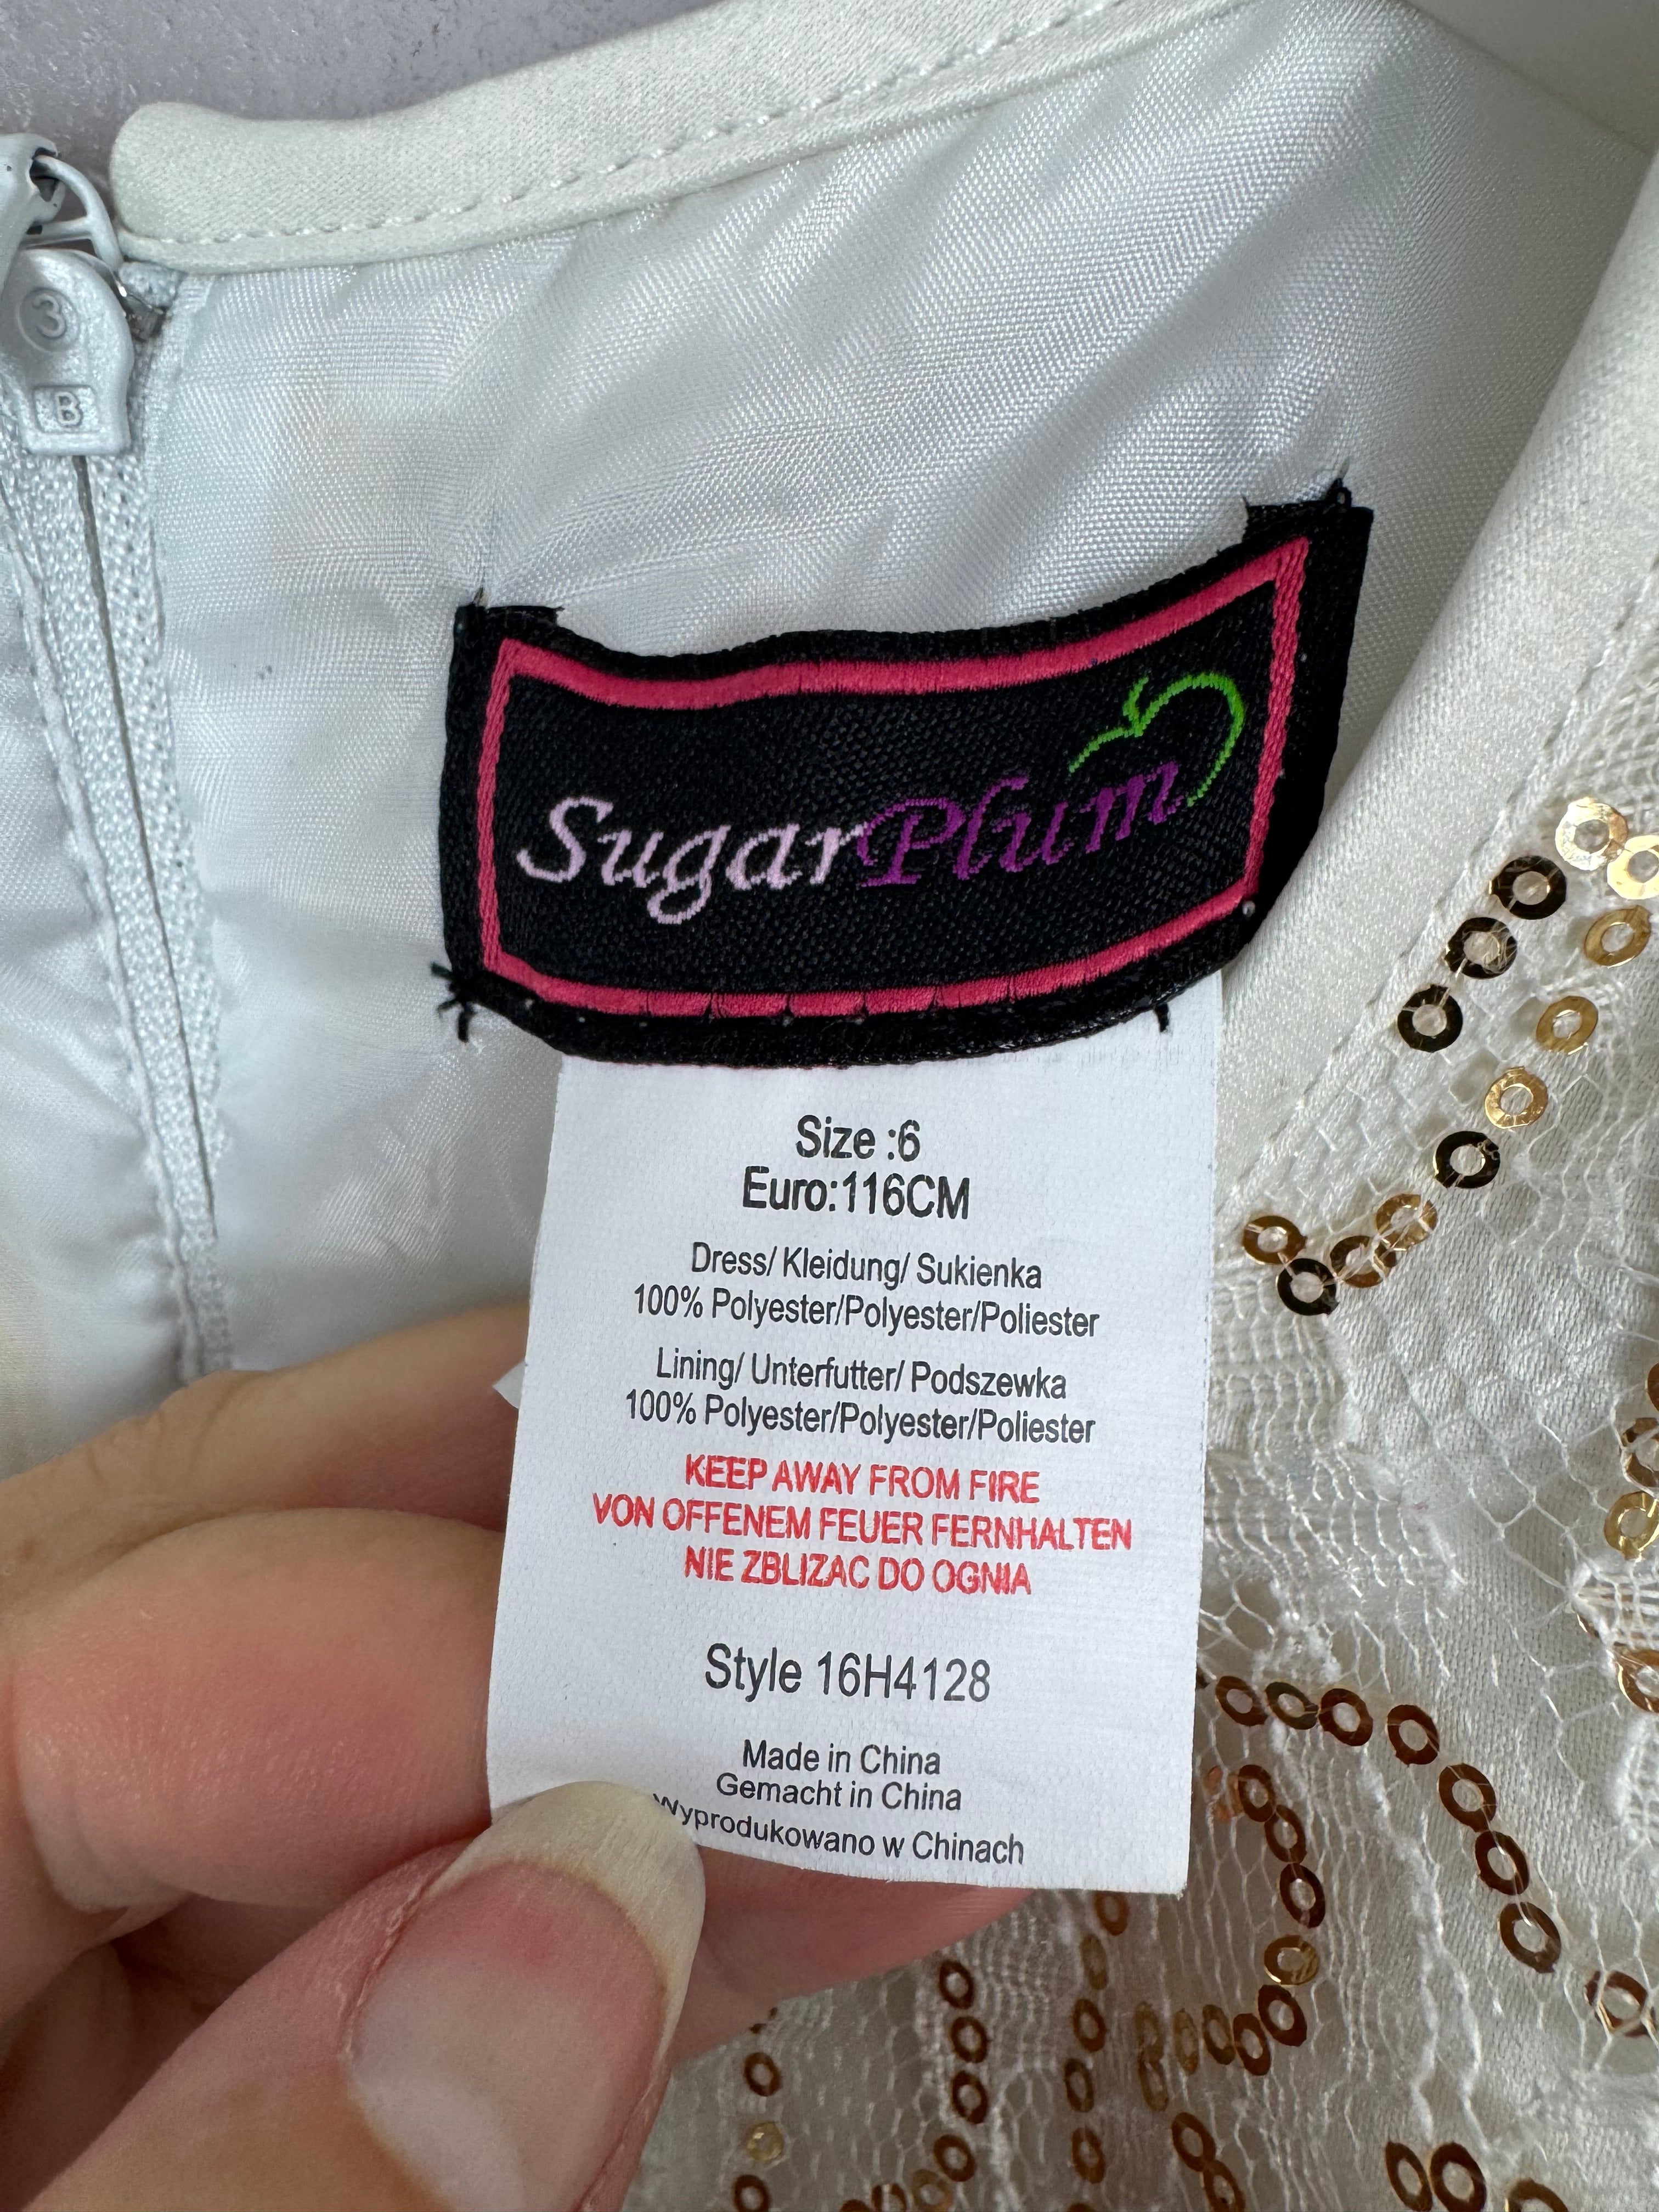 3
B
SugarPlum
Size :6
Euro:116CM
Dress/ Kleidung/ Sukienka
100% Polyester/Polyester/Poliester
Lining/ Unterfutter/ Podszewka
100% Polyester/Polyester/Poliester
KEEP AWAY FROM FIRE
VON OFFENEM FEUER FERNHALTEN
NIE ZBLIZAC DO OGNIA
Style 16H4128
Made in China
Gemacht in China
Wyprodukowano w Chinach